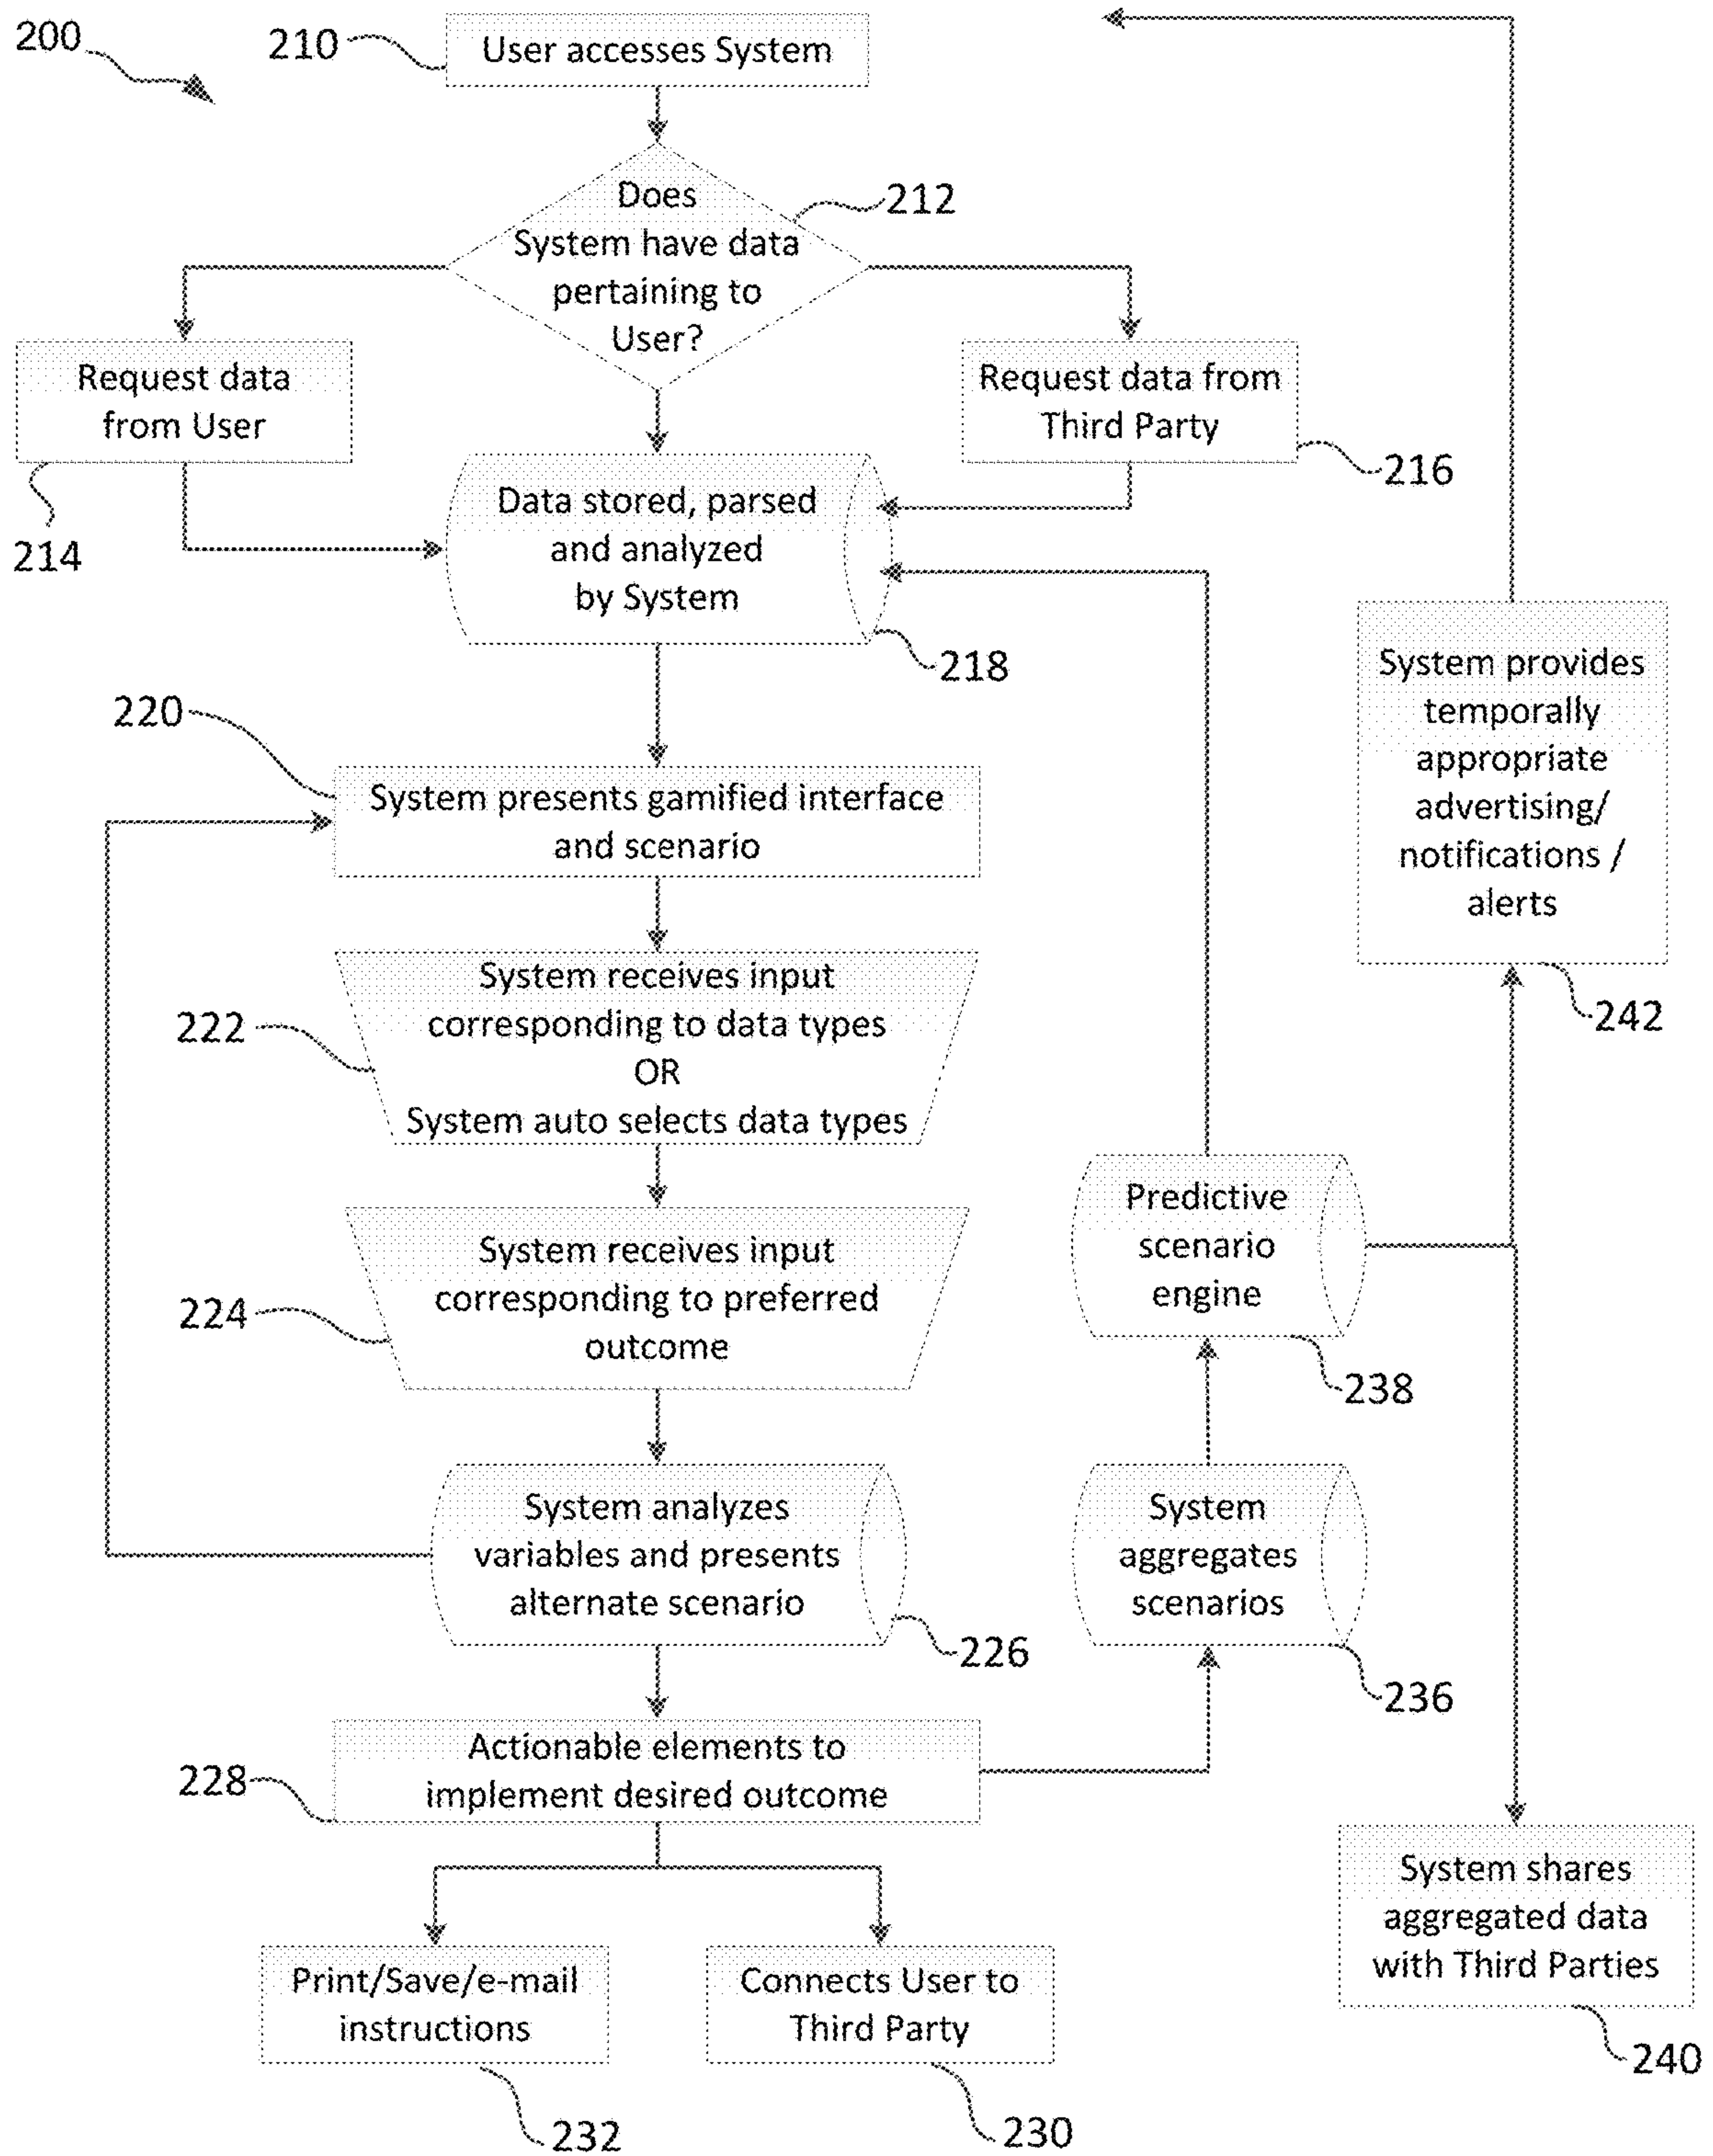 200
210
User accesses System
Does
System have data
pertaining to
User?
212
Request data
from User
214
Request data from
Third Party
216
Data stored, parsed
and analyzed
by System
218
220
System presents gamified interface
and scenario
System provides
temporally
appropriate
advertising/
notifications /
alerts
242
222
System receives input
corresponding to data types
OR
System auto selects data types
224
System receives input
corresponding to preferred
outcome
Predictive
scenario
engine
238
System analyzes
variables and presents
alternate scenario
226
System
aggregates
scenarios
236
228
Actionable elements to
implement desired outcome
Print/Save/e-mail
instructions
232
Connects User to
Third Party
230
System shares
aggregated data
with Third Parties
240